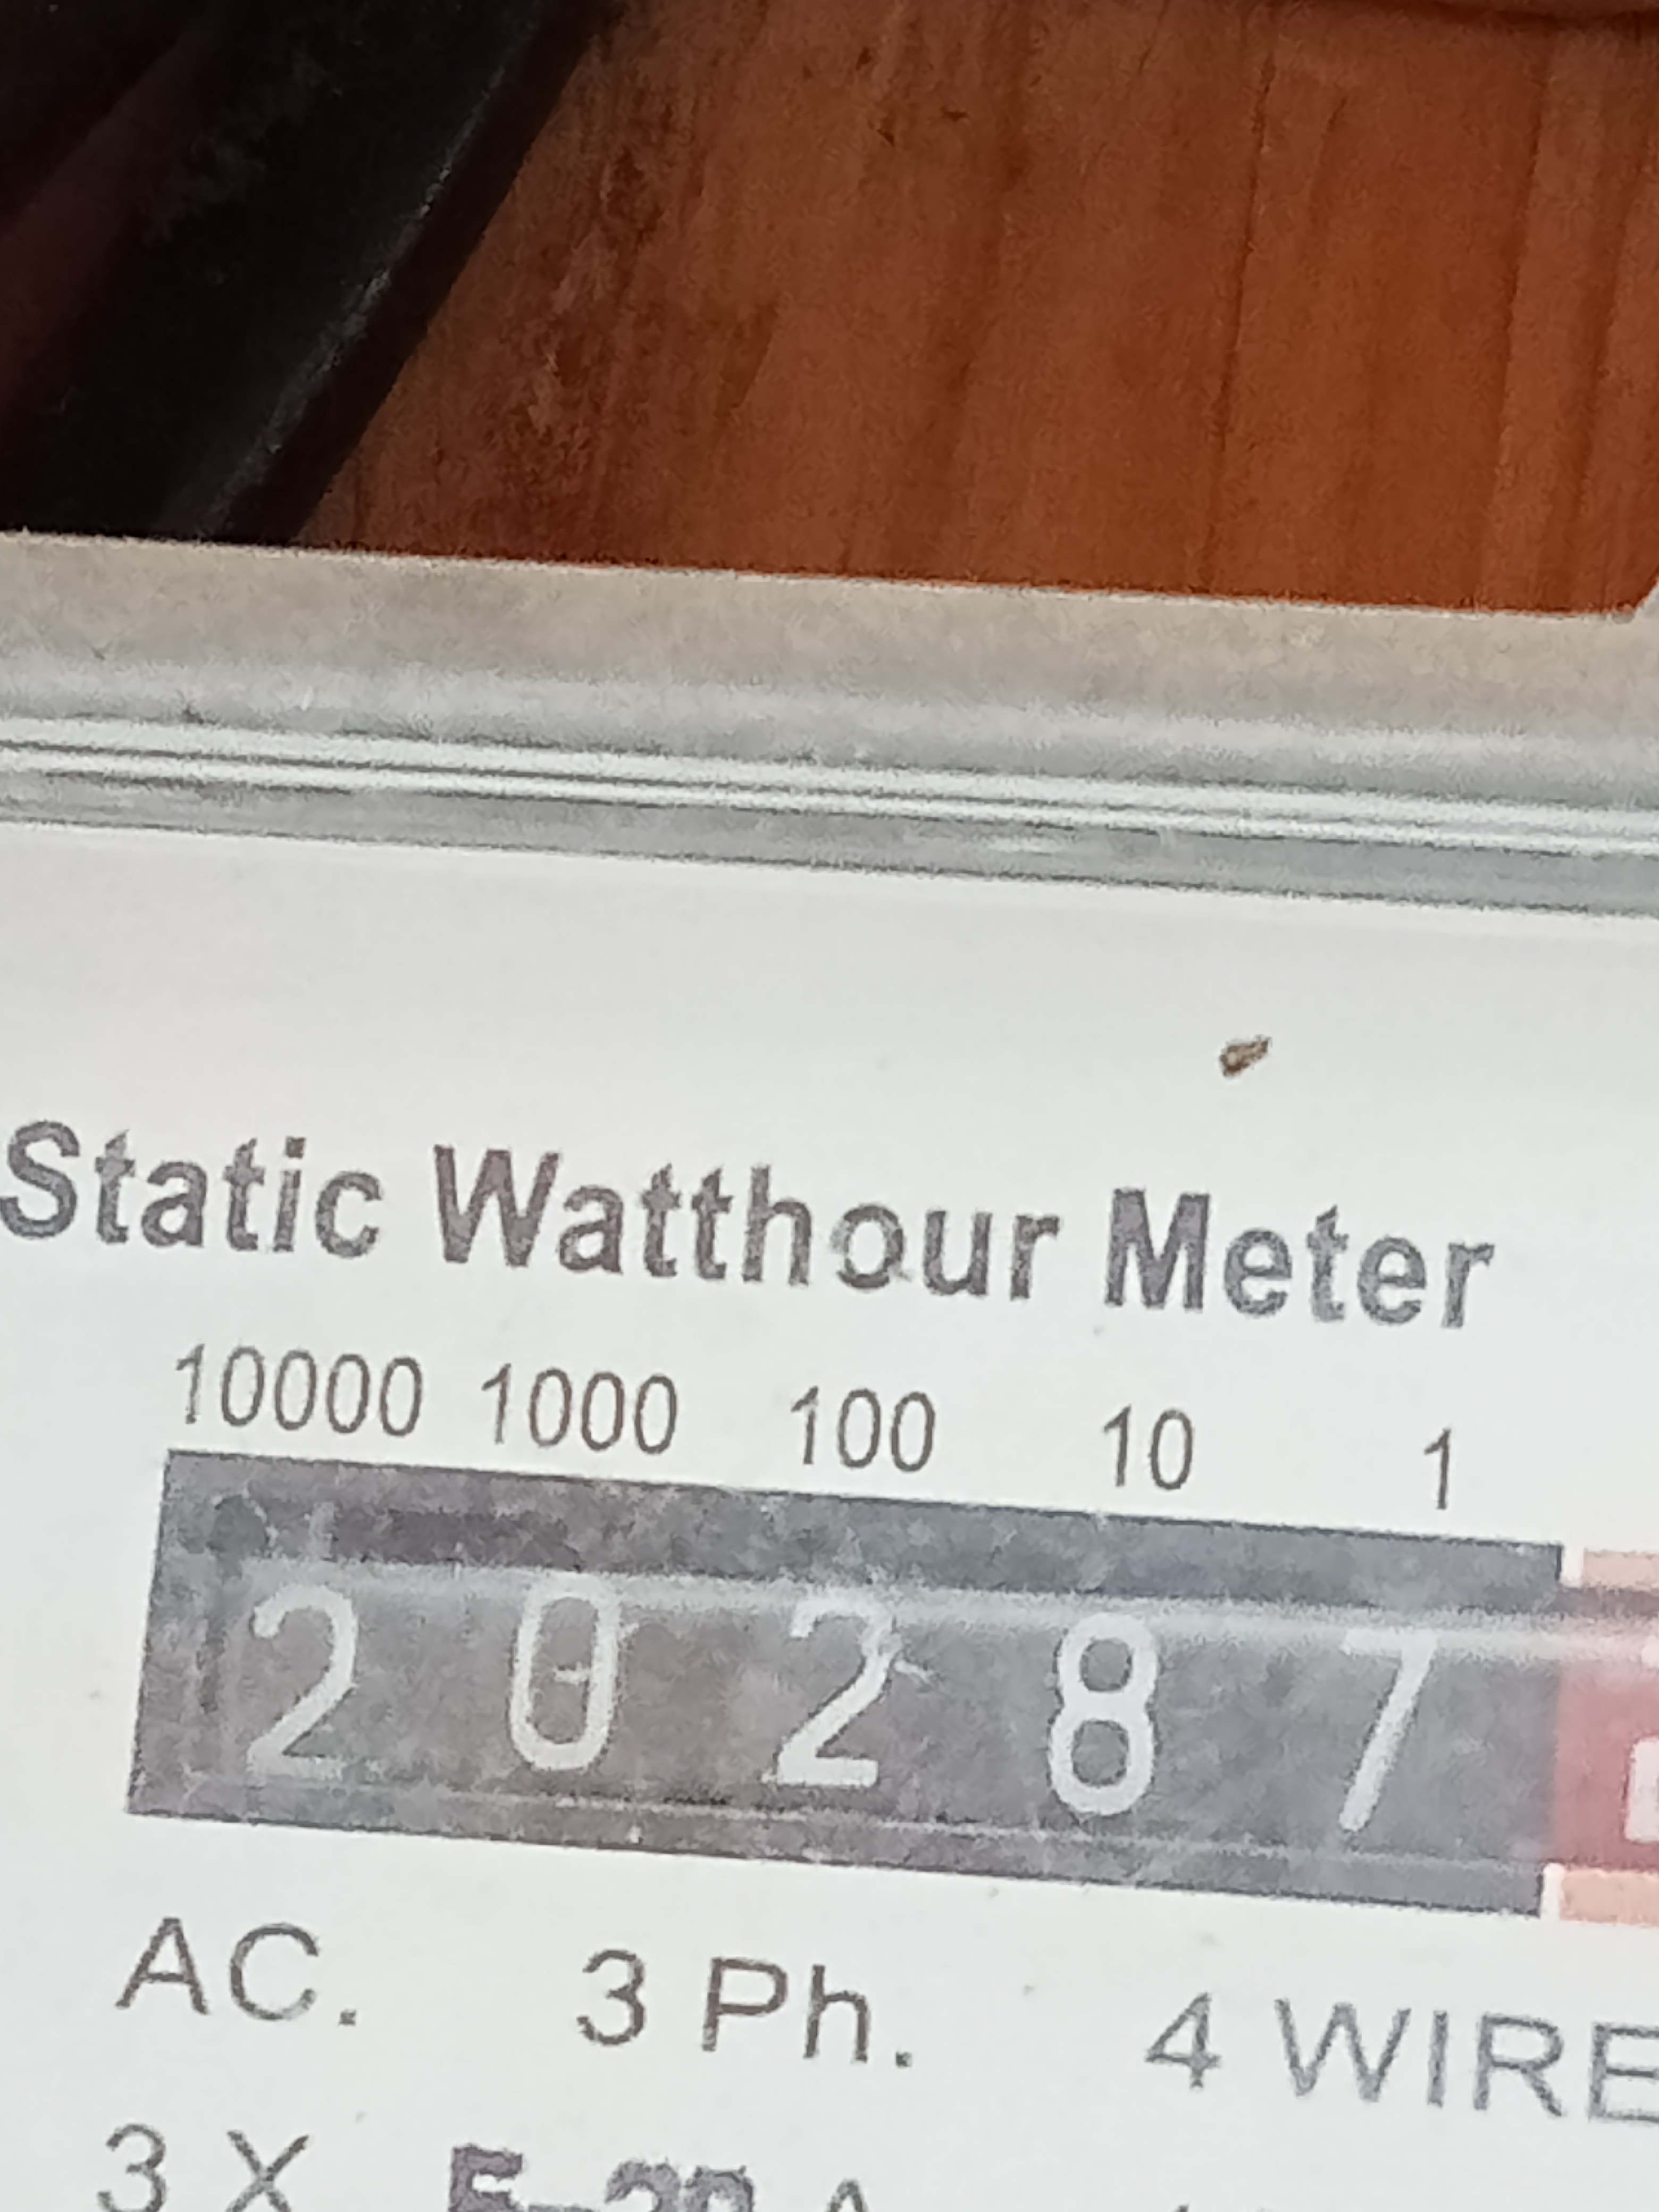 Static Watthour Meter
10000 1000 100 10 1
2 0 2 8 7
AC. 3 Ph. 4 WIRE
3 X